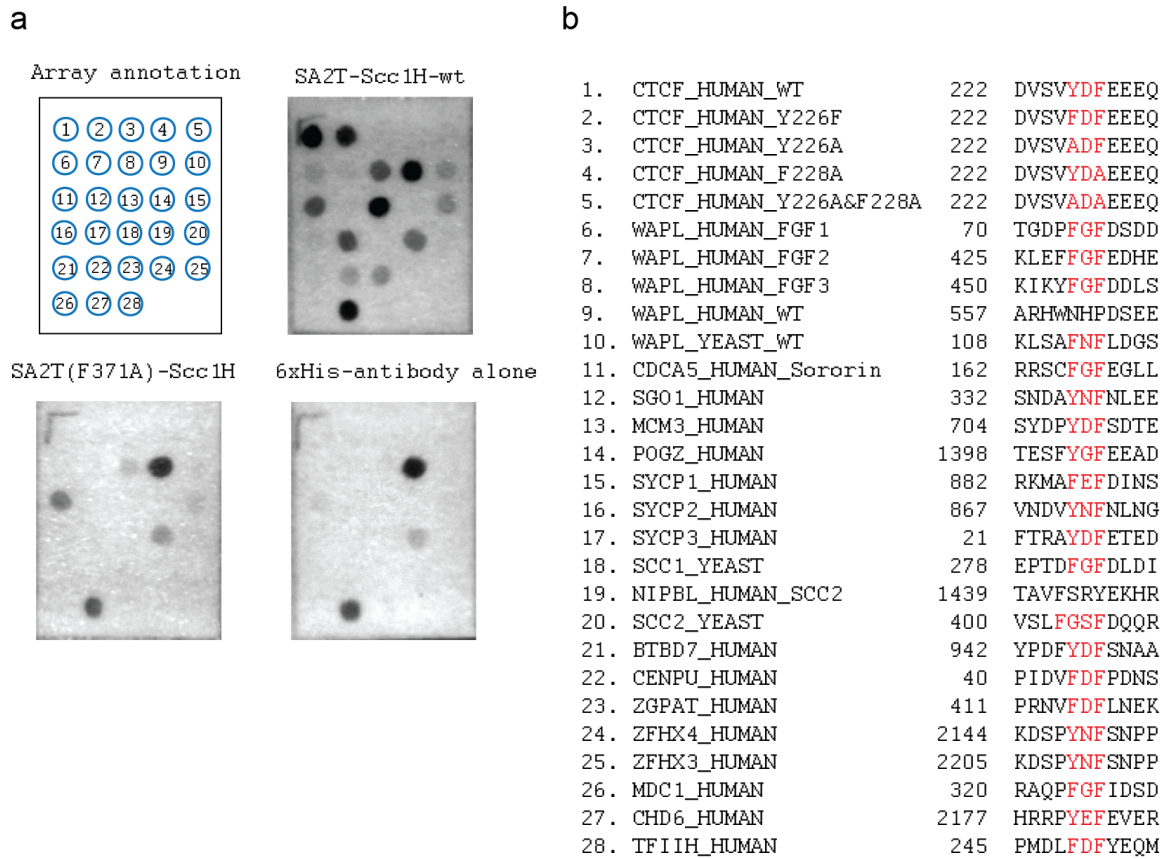 a
Array annotation
1 2 3 4 5
6 7 8 9 10
11 12 13 14 15
16 17 18 19 20
21 22 23 24 25
26 27 28
SA2T-Scc1H-wt
SA2T(F371A)-Scc1H
6xHis-antibody alone
b
1. CTCF_HUMAN_WT 222 DVSVYDFEEEQ
2. CTCF_HUMAN_Y226F 222 DVSVFDFEEEQ
3. CTCF_HUMAN_Y226A 222 DVSVADFEEEQ
4. CTCF_HUMAN_F228A 222 DVSVYDAEEEQ
5. CTCF_HUMAN_Y226A&F228A 222 DVSVADAEEEQ
6. WAPL_HUMAN_FGF1 70 TGDPFGFDSDD
7. WAPL_HUMAN_FGF2 425 KLEFFGFEDHE
8. WAPL_HUMAN_FGF3 450 KIKYFGFDDLS
9. WAPL_HUMAN_WT 557 ARHWNHPDSEE
10. WAPL_YEAST_WT 108 KLSAFNFLDGS
11. CDCA5_HUMAN_Sororin 162 RRSCFGFEGLL
12. SGO1_HUMAN 332 SNDAYNFNLEE
13. MCM3_HUMAN 704 SYDPYDFSDTE
14. POGZ_HUMAN 1398 TESFYGFEEAD
15. SYCP1_HUMAN 882 RKMAFEFDINS
16. SYCP2_HUMAN 867 VNDVYNFNLNG
17. SYCP3_HUMAN 21 FTRAYDFETED
18. SCC1_YEAST 278 EPTDFGFDLDI
19. NIPBL_HUMAN_SCC2 1439 TAVFSRYEKHR
20. SCC2_YEAST 400 VSLFGSFDQQR
21. BTBD7_HUMAN 942 YPDFYDFSNAA
22. CENPU_HUMAN 40 PIDVFDFPDNS
23. ZGPAT_HUMAN 411 PRNVFDFLNEK
24. ZFHX4_HUMAN 2144 KDSPYNFSNPP
25. ZFHX3_HUMAN 2205 KDSPYNFSNPP
26. MDC1_HUMAN 320 RAQPFGFIDSD
27. CHD6_HUMAN 2177 HRRPYEFEVER
28. TFIIH_HUMAN 245 PMDLFDFYEQM